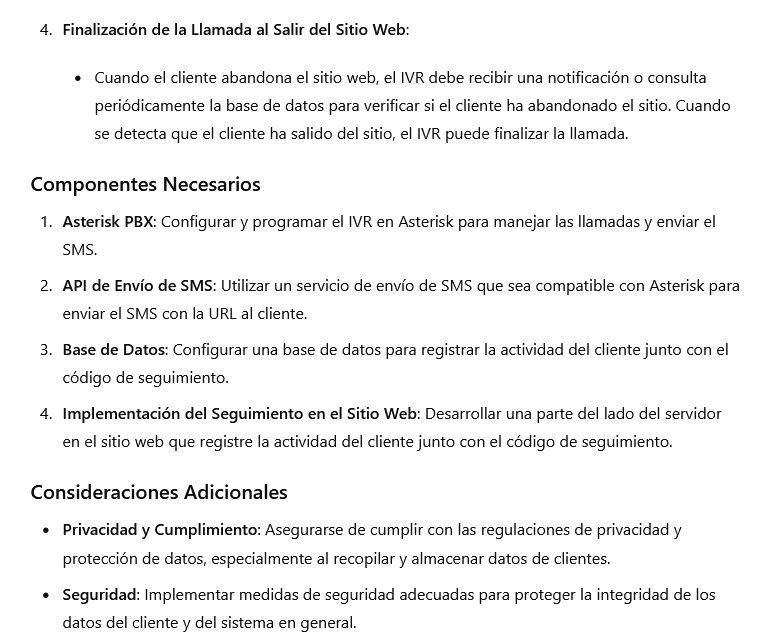 4. Finalización de la Llamada al Salir del Sitio Web:
• Cuando el cliente abandona el sitio web, el IVR debe recibir una notificación o consulta
periódicamente la base de datos para verificar si el cliente ha abandonado el sitio. Cuando
se detecta que el cliente ha salido del sitio, el IVR puede finalizar la llamada.
Componentes Necesarios
1. Asterisk PBX: Configurar y programar el IVR en Asterisk para manejar las llamadas y enviar el
SMS.
2. API de Envío de SMS: Utilizar un servicio de envío de SMS que sea compatible con Asterisk para
enviar el SMS con la URL al cliente.
3. Base de Datos: Configurar una base de datos para registrar la actividad del cliente junto con el
código de seguimiento.
4. Implementación del Seguimiento en el Sitio Web: Desarrollar una parte del lado del servidor
en el sitio web que registre la actividad del cliente junto con el código de seguimiento.
Consideraciones Adicionales
• Privacidad y Cumplimiento: Asegurarse de cumplir con las regulaciones de privacidad y
protección de datos, especialmente al recopilar y almacenar datos de clientes.
• Seguridad: Implementar medidas de seguridad adecuadas para proteger la integridad de los
datos del cliente y del sistema en general.